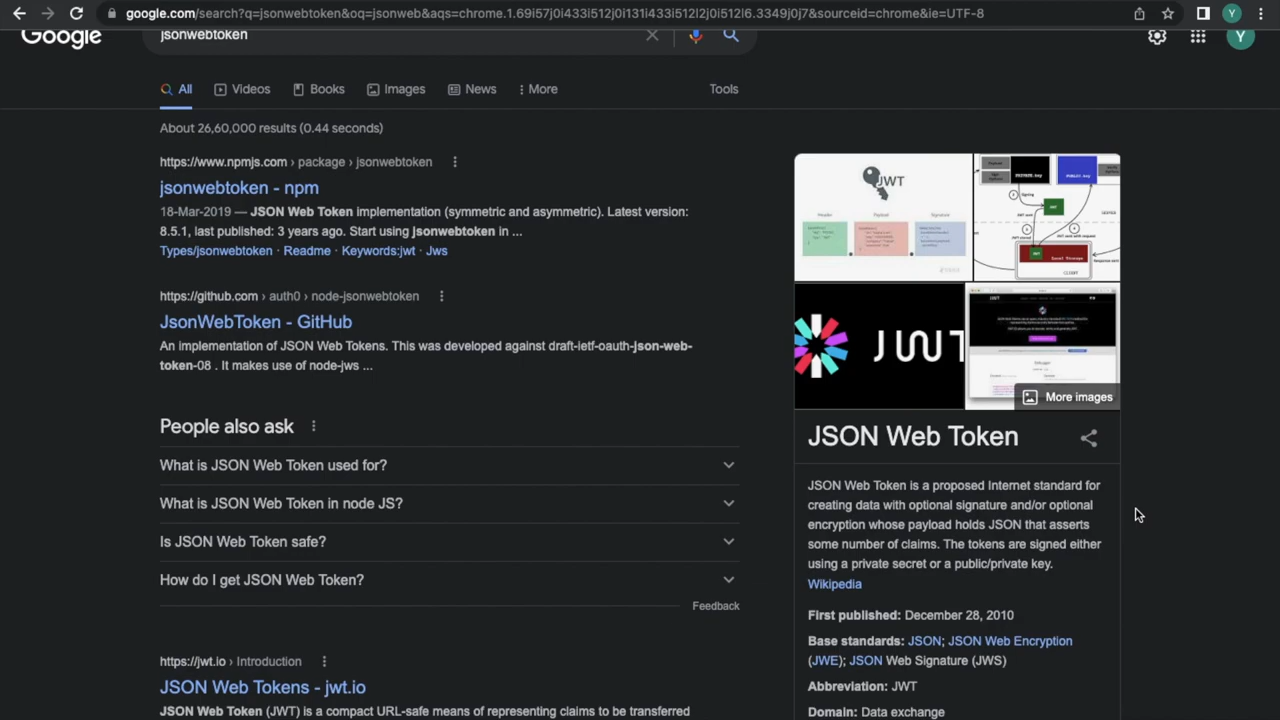 google.com/search?q=jsonwebtoken&oq=jsonweb&aqs=chrome.1.69i57j0i433i512j0i131i433i512l2j0i512l6.3349j0j7&sourceid=chrome&ie=UTF-8
Y
Google
jsonwebtoken
Y
All
Videos
Books
Images
News
More
Tools
About 26,60,000 results (0.44 seconds)
https://www.npmjs.com › package › jsonwebtoken
jsonwebtoken - npm
18-Mar-2019 — JSON Web Token implementation (symmetric and asymmetric). Latest version:
8.5.1, last published: 3 years ago. Start using jsonwebtoken in ...
Types/jsonwebtoken · Readme · Keywords:jwt · Jws
https://github.com › auth0 › node-jsonwebtoken
JsonWebToken - GitHub
An implementation of JSON Web Tokens. This was developed against draft-ietf-oauth-json-web-
token-08 . It makes use of node-jws ...
People also ask
What is JSON Web Token used for?
What is JSON Web Token in node JS?
Is JSON Web Token safe?
How do I get JSON Web Token?
Feedback
https://jwt.io › Introduction
JSON Web Tokens - jwt.io
JSON Web Token (JWT) is a compact URL-safe means of representing claims to be transferred
JWT
Header
Payload
Signature
JWT
JWT
CLIENT
JWT
More images
JSON Web Token
JSON Web Token is a proposed Internet standard for
creating data with optional signature and/or optional
encryption whose payload holds JSON that asserts
some number of claims. The tokens are signed either
using a private secret or a public/private key.
Wikipedia
First published: December 28, 2010
Base standards: JSON; JSON Web Encryption
(JWE); JSON Web Signature (JWS)
Abbreviation: JWT
Domain: Data exchange